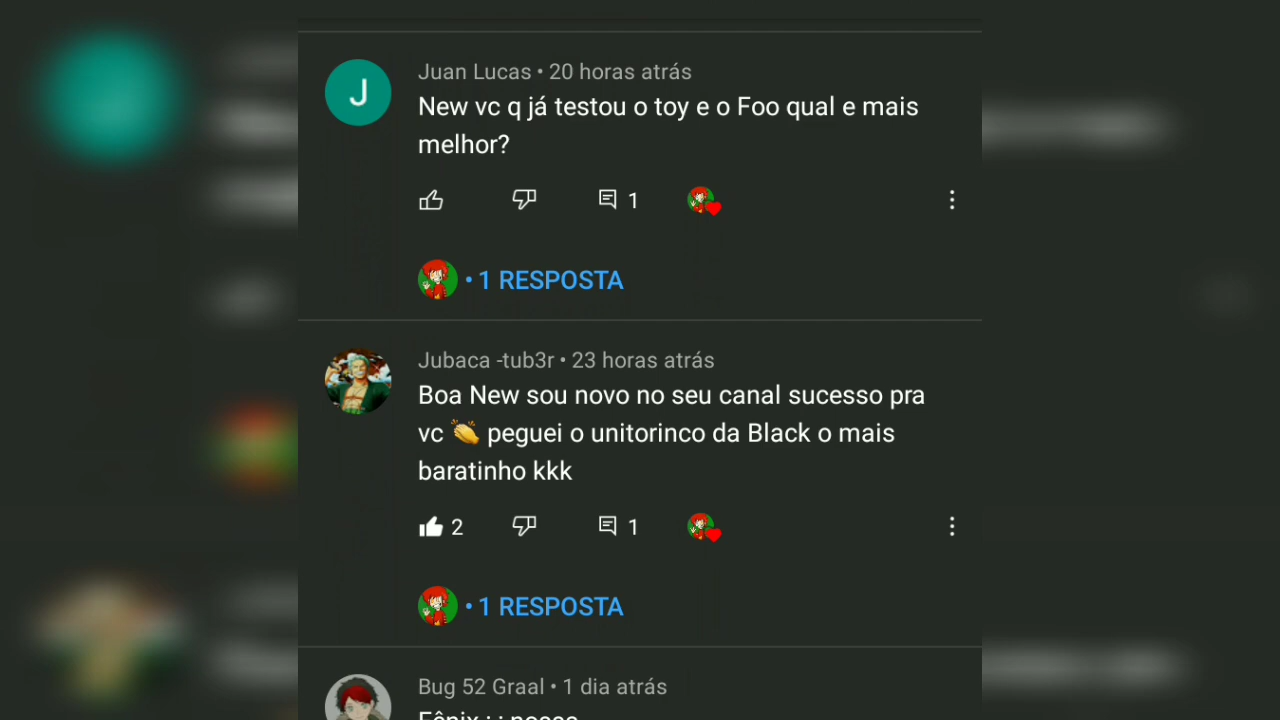 J
Juan Lucas • 20 horas atrás
New vc q já testou o toy e o Foo qual e mais
melhor?
1
• 1 RESPOSTA
Jubaca -tub3r • 23 horas atrás
Boa New sou novo no seu canal sucesso pra
vc 👏 peguei o unitorinco da Black o mais
baratinho kkk
2 1
• 1 RESPOSTA
Bug 52 Graal • 1 dia atrás